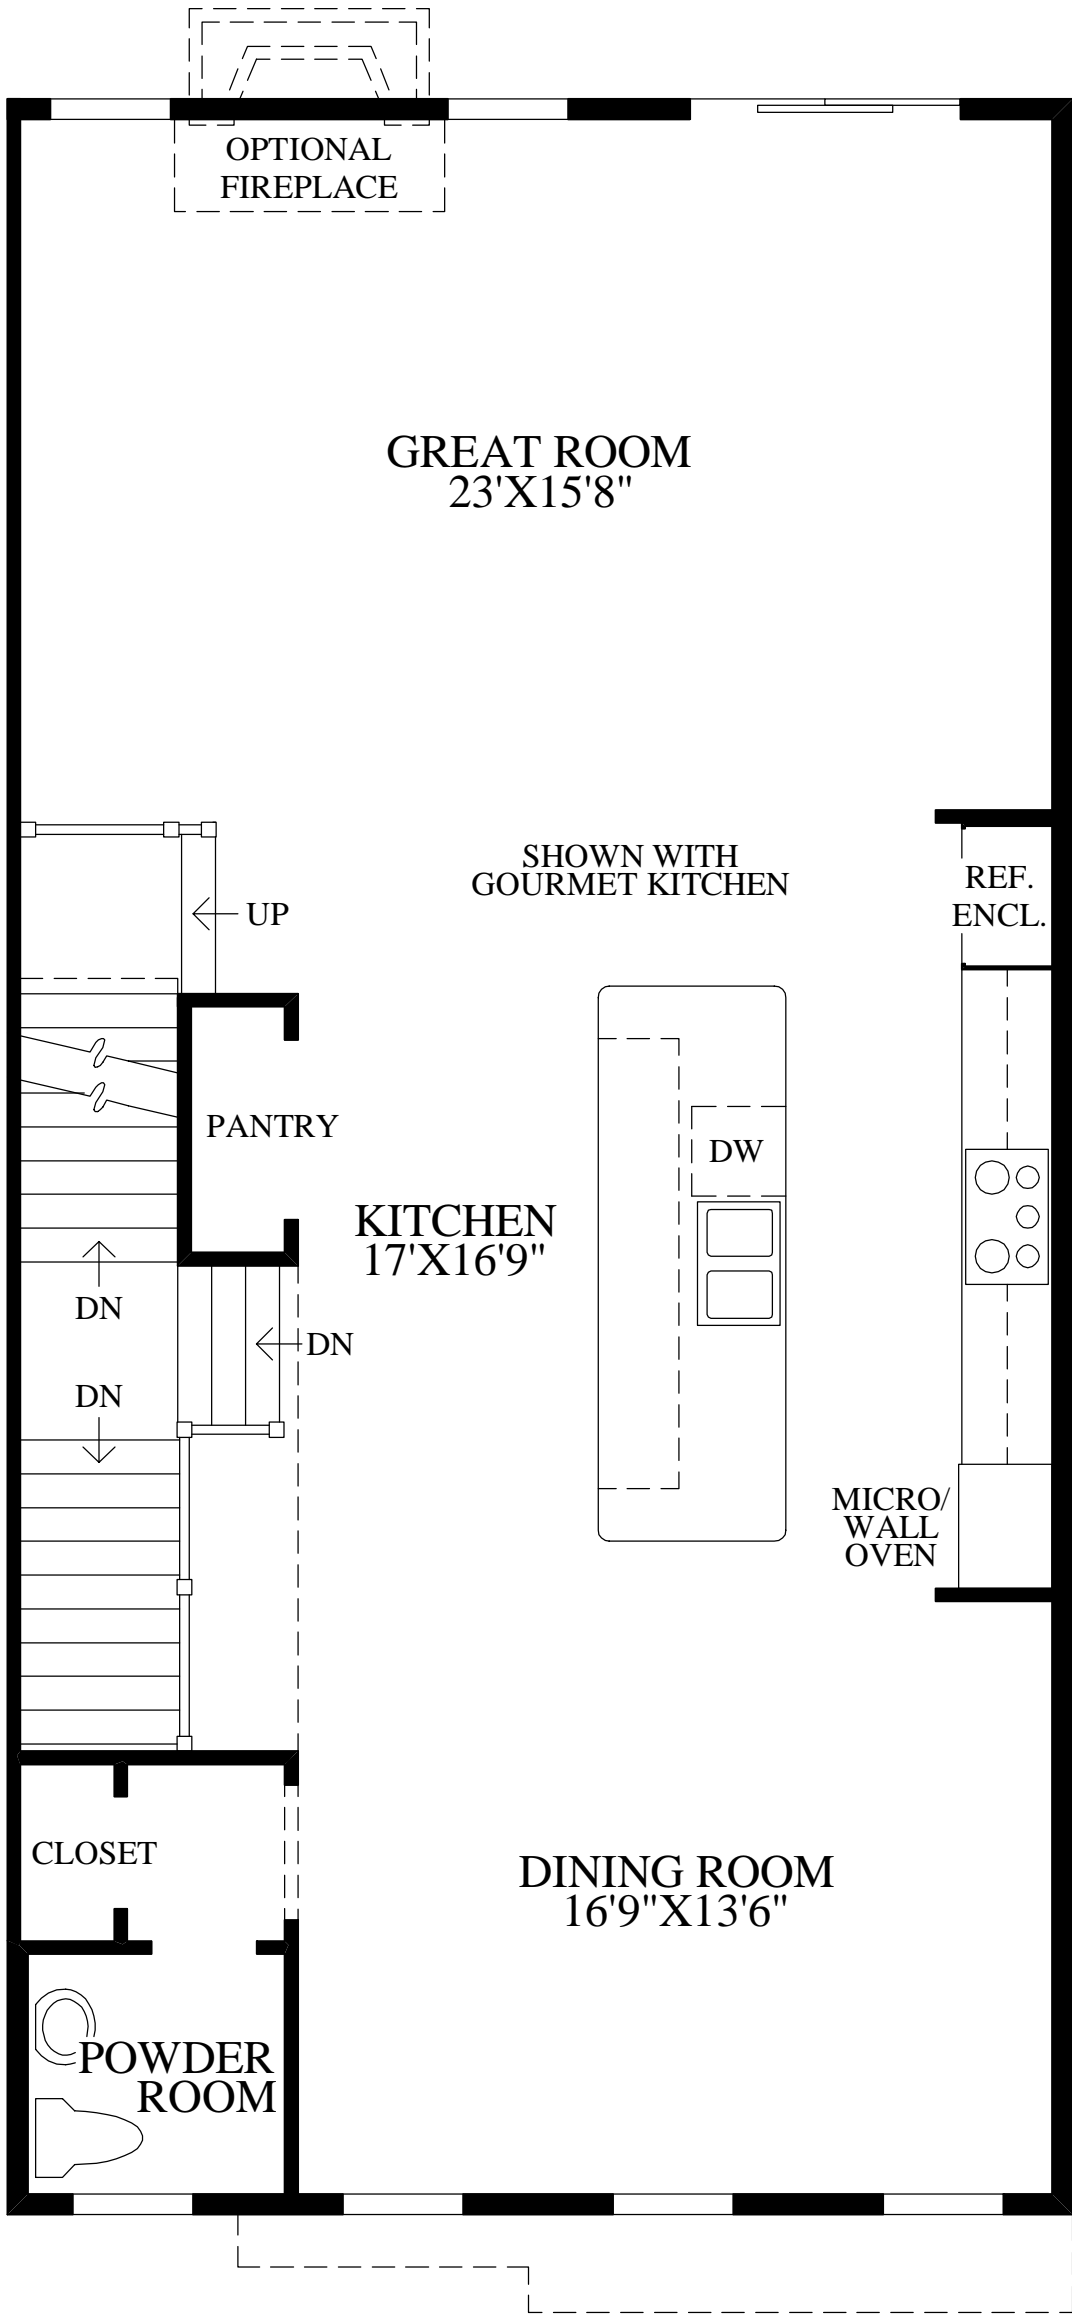 OPTIONAL
FIREPLACE
GREAT ROOM
23'X15'8"
SHOWN WITH
GOURMET KITCHEN
REF.
ENCL.
UP
PANTRY
DW
KITCHEN
17'X16'9"
DN
DN
DN
MICRO/
WALL
OVEN
CLOSET
DINING ROOM
16'9"X13'6"
POWDER
ROOM